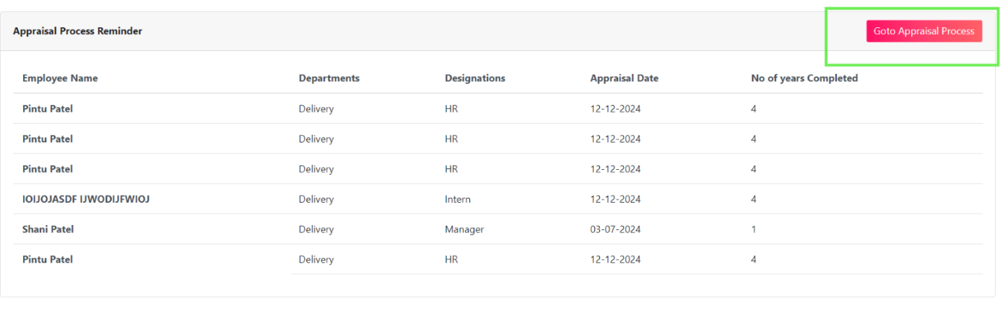 Appraisal Process Reminder Goto Appraisal Process
Employee Name Departments Designations Appraisal Date No of years Completed
Pintu Patel Delivery HR 12-12-2024 4
Pintu Patel Delivery HR 12-12-2024 4
Pintu Patel Delivery HR 12-12-2024 4
IOIJOJASDF IJWODIJFWIOJ Delivery Intern 12-12-2024 4
Shani Patel Delivery Manager 03-07-2024 1
Pintu Patel Delivery HR 12-12-2024 4